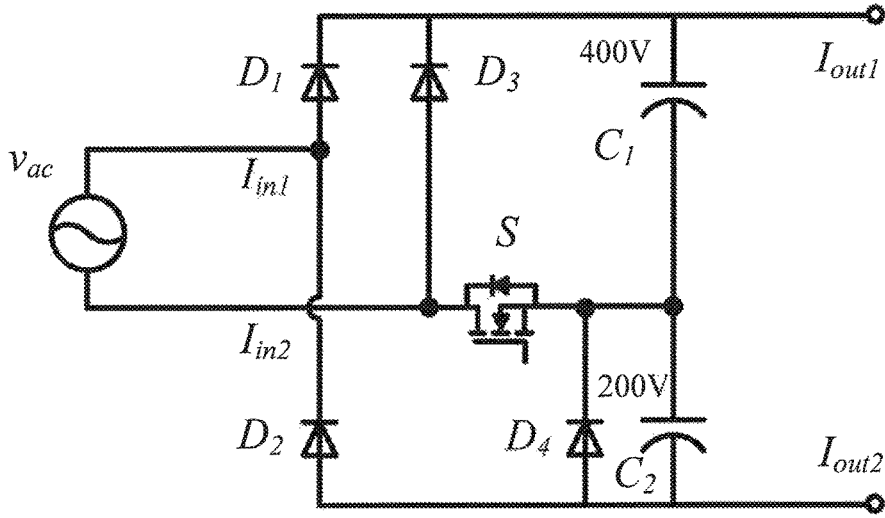 400V
D1
D3
Iout1
C1
vac
Iin1
S
Iin2
200V
D2
D4
C2
Iout2